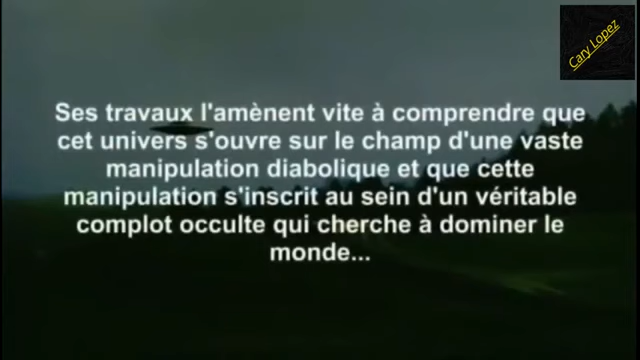 Cary Lopez
Ses travaux l'amènent vite à comprendre que
cet univers s'ouvre sur le champ d'une vaste
manipulation diabolique et que cette
manipulation s'inscrit au sein d'un véritable
complot occulte qui cherche à dominer le
monde...